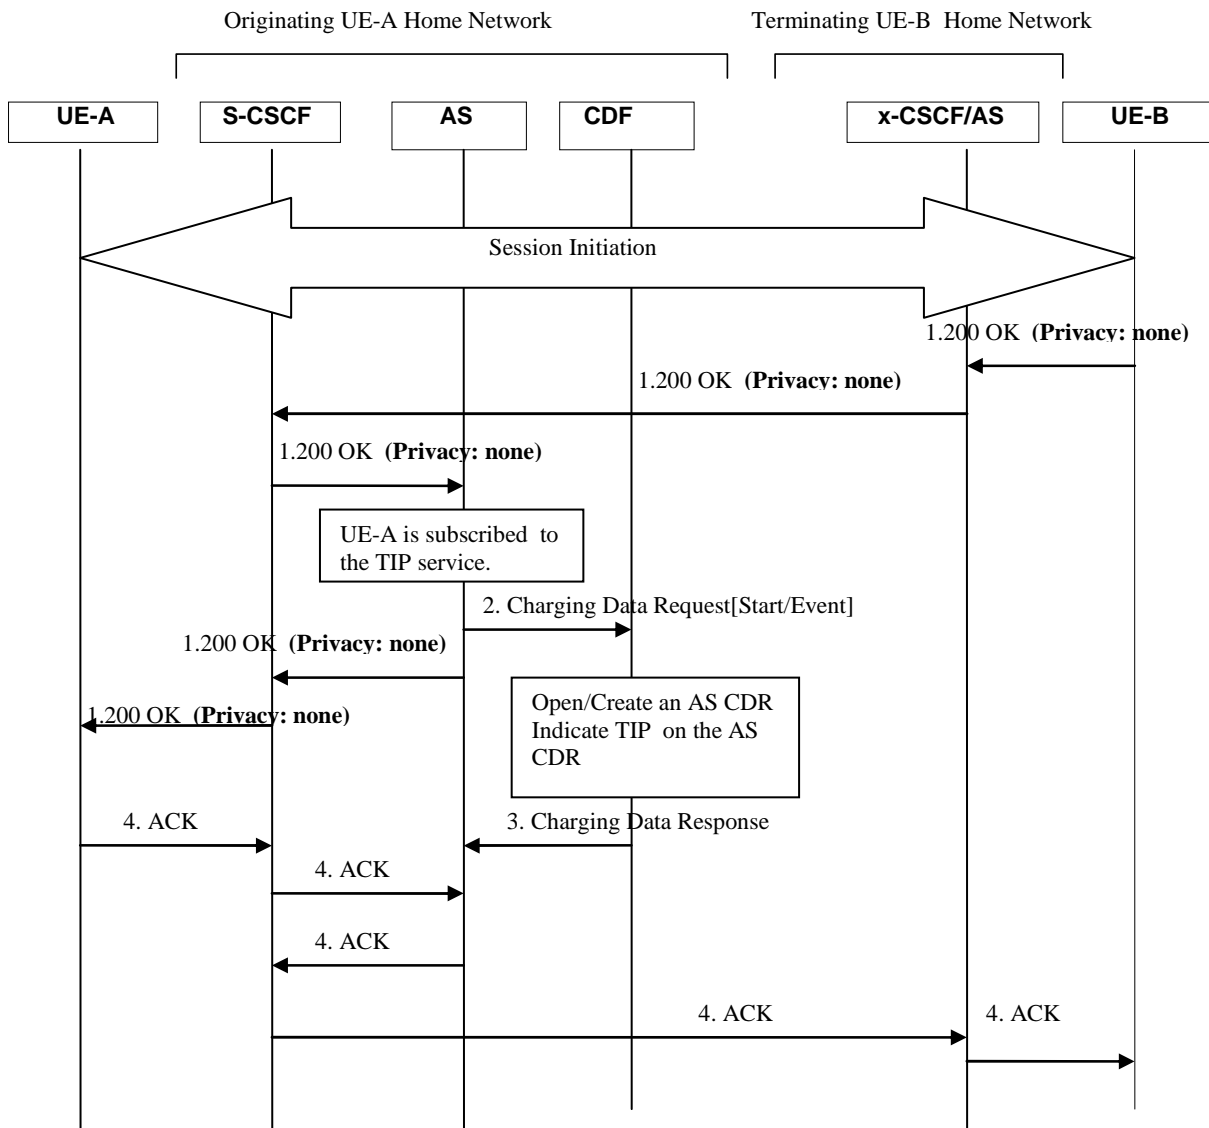 Originating UE-A Home Network
Terminating UE-B  Home Network
UE-A
S-CSCF
AS
CDF
x-CSCF/AS
UE-B
Session Initiation
1.200 OK  (Privacy: none)
1.200 OK  (Privacy: none)
1.200 OK  (Privacy: none)
UE-A is subscribed  to
the TIP service.
2. Charging Data Request[Start/Event]
1.200 OK  (Privacy: none)
Open/Create an AS CDR
Indicate TIP  on the AS
CDR
1.200 OK  (Privacy: none)
4. ACK
3. Charging Data Response
4. ACK
4. ACK
4. ACK
4. ACK